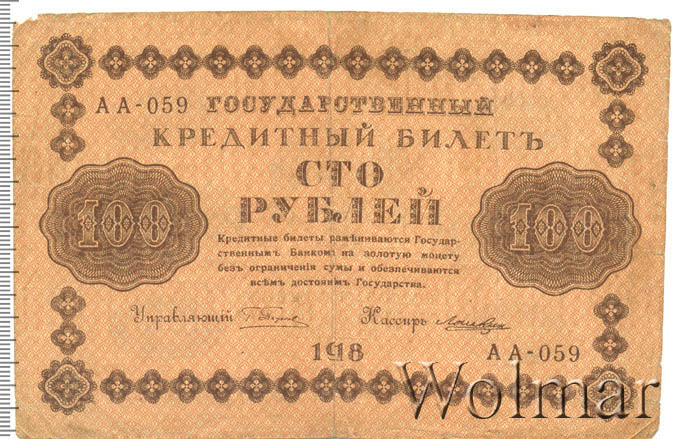 АА-059 ГОСУДАРСТВЕННЫЙ
КРЕДИТНЫЙ БИЛЕТЪ
СТО
РУБЛЕЙ
100
100
Кредитные билеты размѣниваются Государ-
ственнымъ Банкомъ на золотую монету
безъ ограниченія суммы и обезпечиваются
всѣмъ достояніемъ Государства.
Управляющій
Кассиръ
1918
АА-059
Wolmar